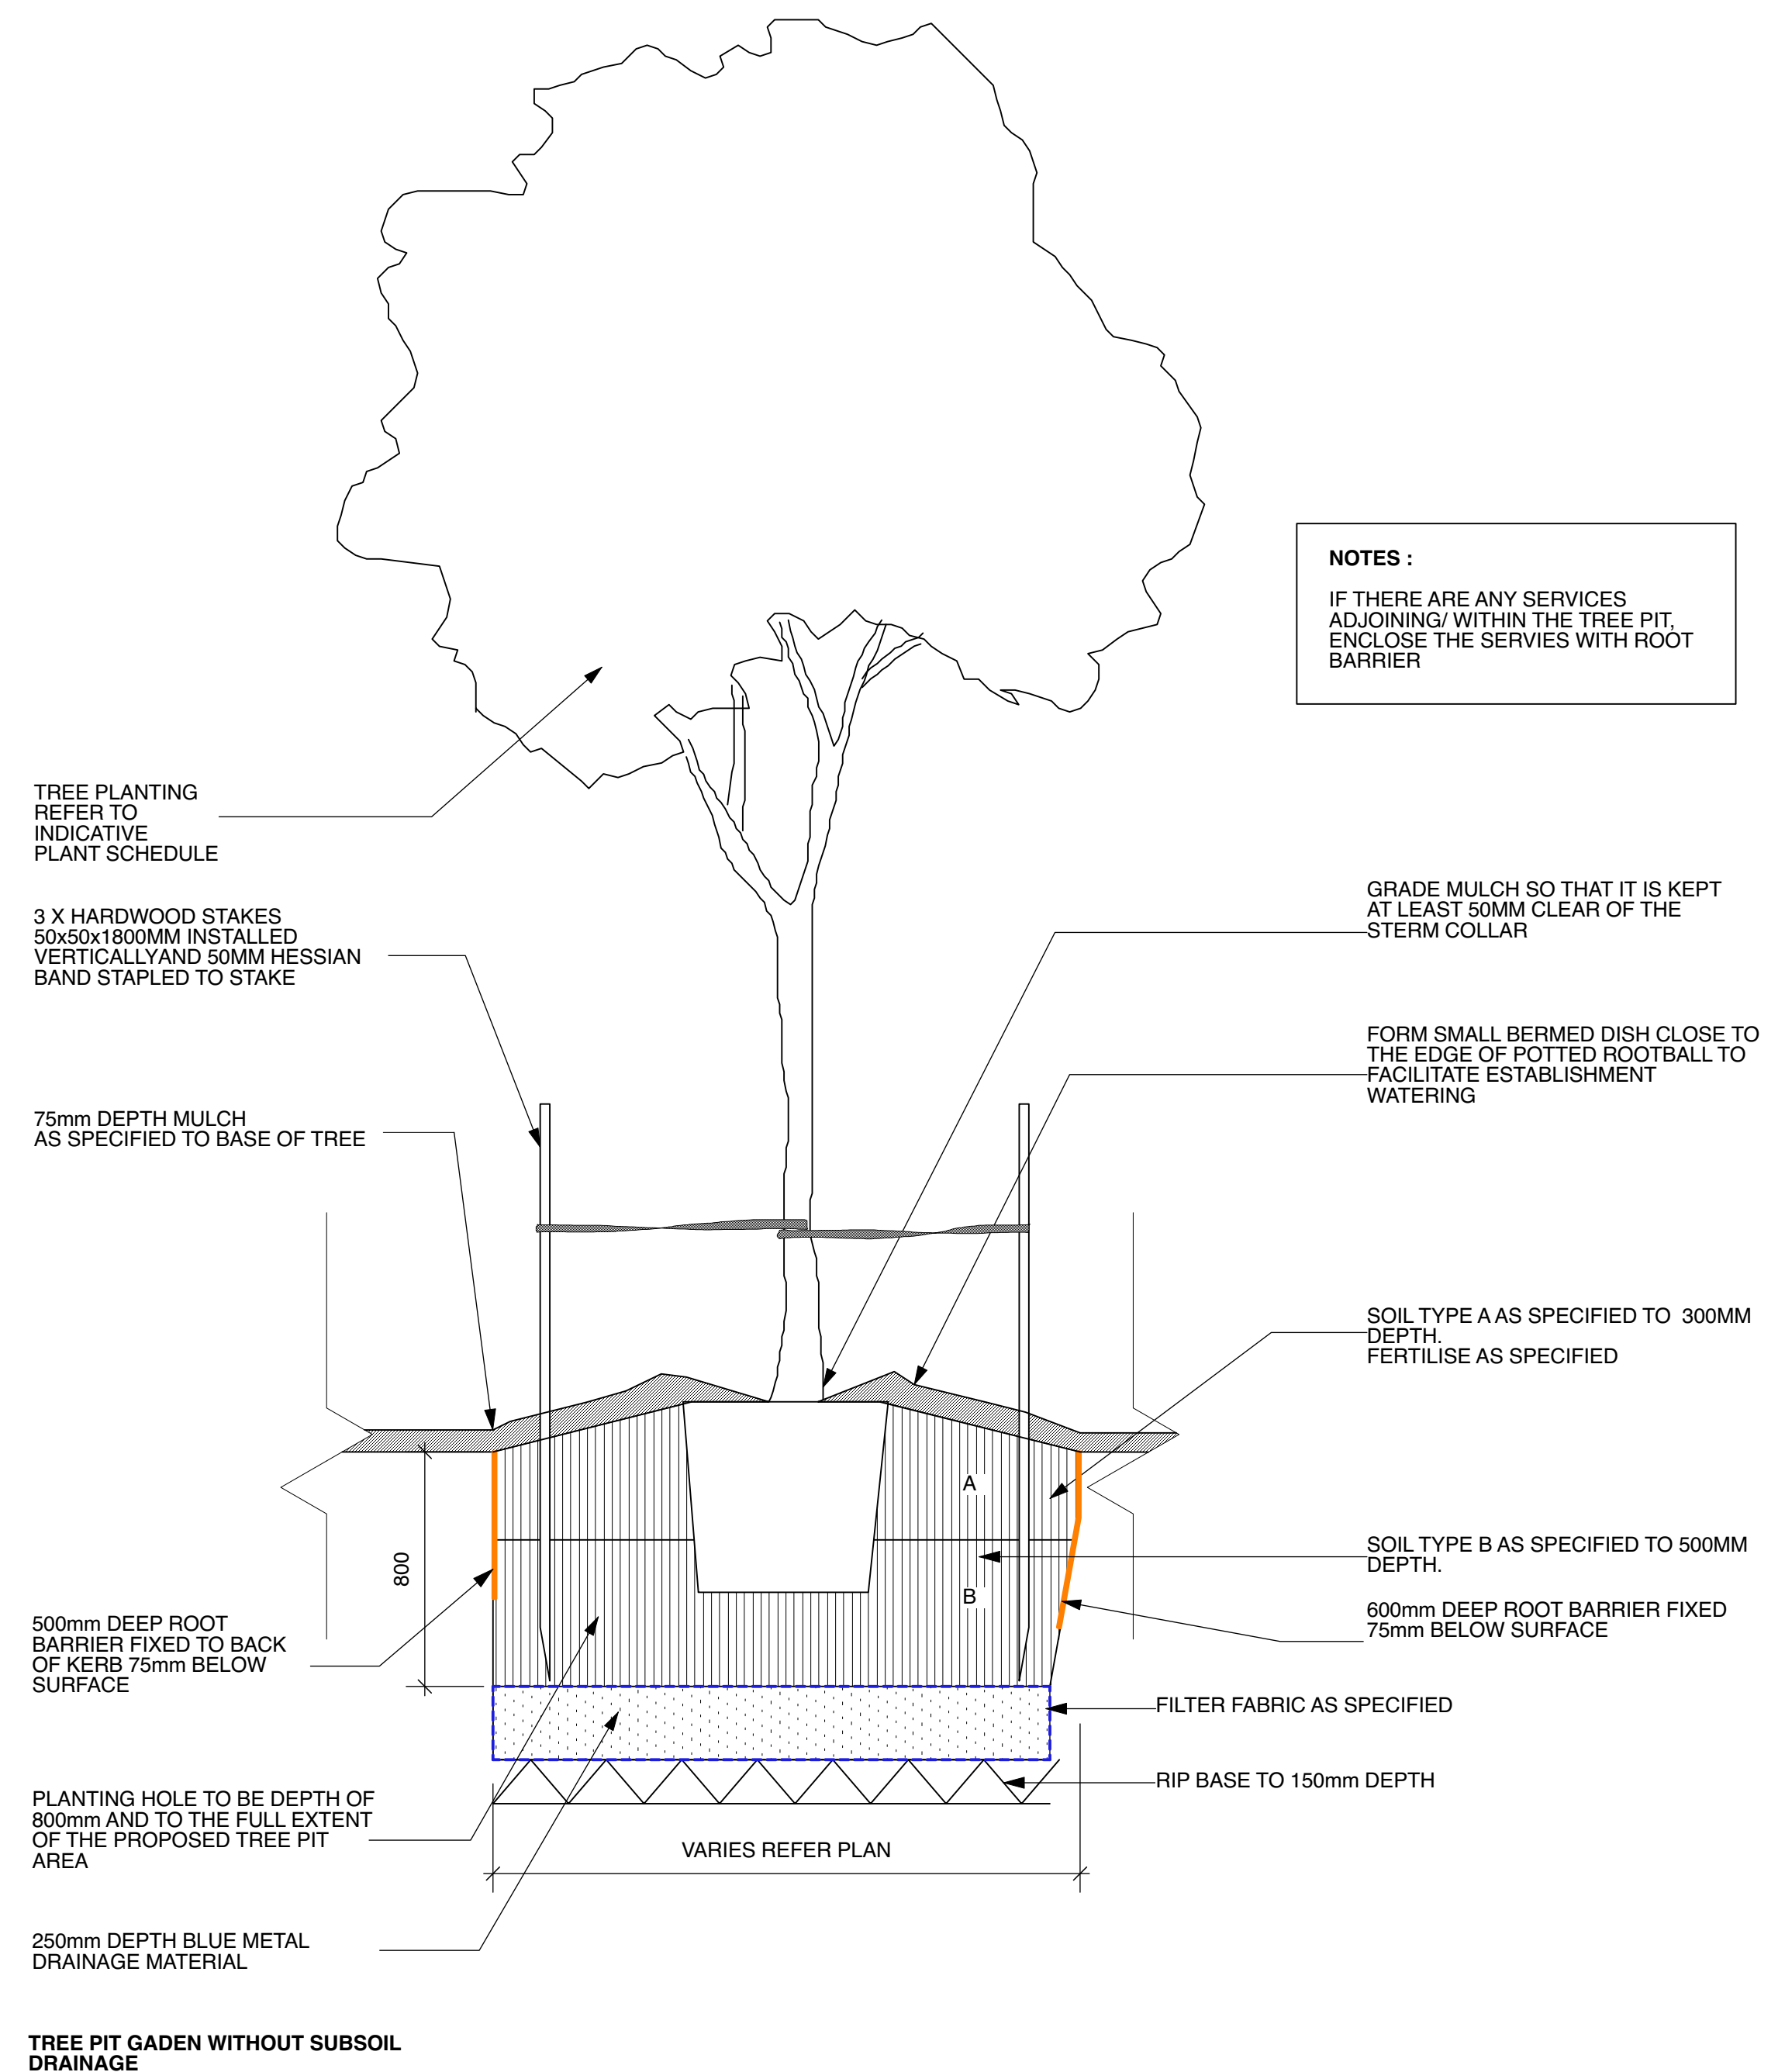 NOTES :
IF THERE ARE ANY SERVICES
ADJOINING/ WITHIN THE TREE PIT,
ENCLOSE THE SERVIES WITH ROOT
BARRIER
TREE PLANTING
REFER TO
INDICATIVE
PLANT SCHEDULE
3 X HARDWOOD STAKES
50x50x1800MM INSTALLED
VERTICALLYAND 50MM HESSIAN
BAND STAPLED TO STAKE
75mm DEPTH MULCH
AS SPECIFIED TO BASE OF TREE
GRADE MULCH SO THAT IT IS KEPT
AT LEAST 50MM CLEAR OF THE
STERM COLLAR
FORM SMALL BERMED DISH CLOSE TO
THE EDGE OF POTTED ROOTBALL TO
FACILITATE ESTABLISHMENT
WATERING
SOIL TYPE A AS SPECIFIED TO 300MM
DEPTH.
FERTILISE AS SPECIFIED
A
SOIL TYPE B AS SPECIFIED TO 500MM
DEPTH.
B
800
600mm DEEP ROOT BARRIER FIXED
75mm BELOW SURFACE
500mm DEEP ROOT
BARRIER FIXED TO BACK
OF KERB 75mm BELOW
SURFACE
FILTER FABRIC AS SPECIFIED
RIP BASE TO 150mm DEPTH
PLANTING HOLE TO BE DEPTH OF
800mm AND TO THE FULL EXTENT
OF THE PROPOSED TREE PIT
AREA
VARIES REFER PLAN
250mm DEPTH BLUE METAL
DRAINAGE MATERIAL
TREE PIT GADEN WITHOUT SUBSOIL
DRAINAGE